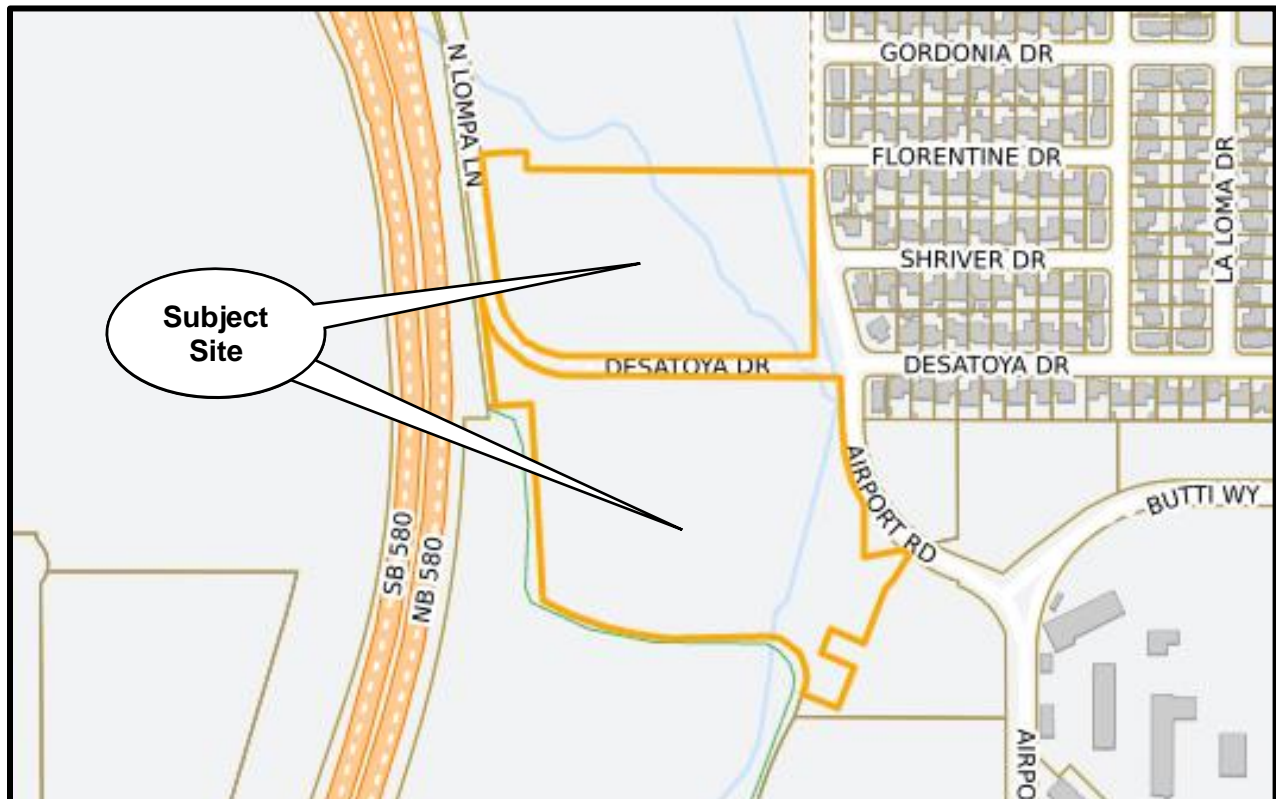 GORDONIA DR
N LOMPA LN
FLORENTINE DR
LA LOMA DR
SHRIVER DR
Subject
Site
DESATOYA DR
DESATOYA DR
AIRPORT RD
BUTTI WY
SB 580
NB 580
AIRPO